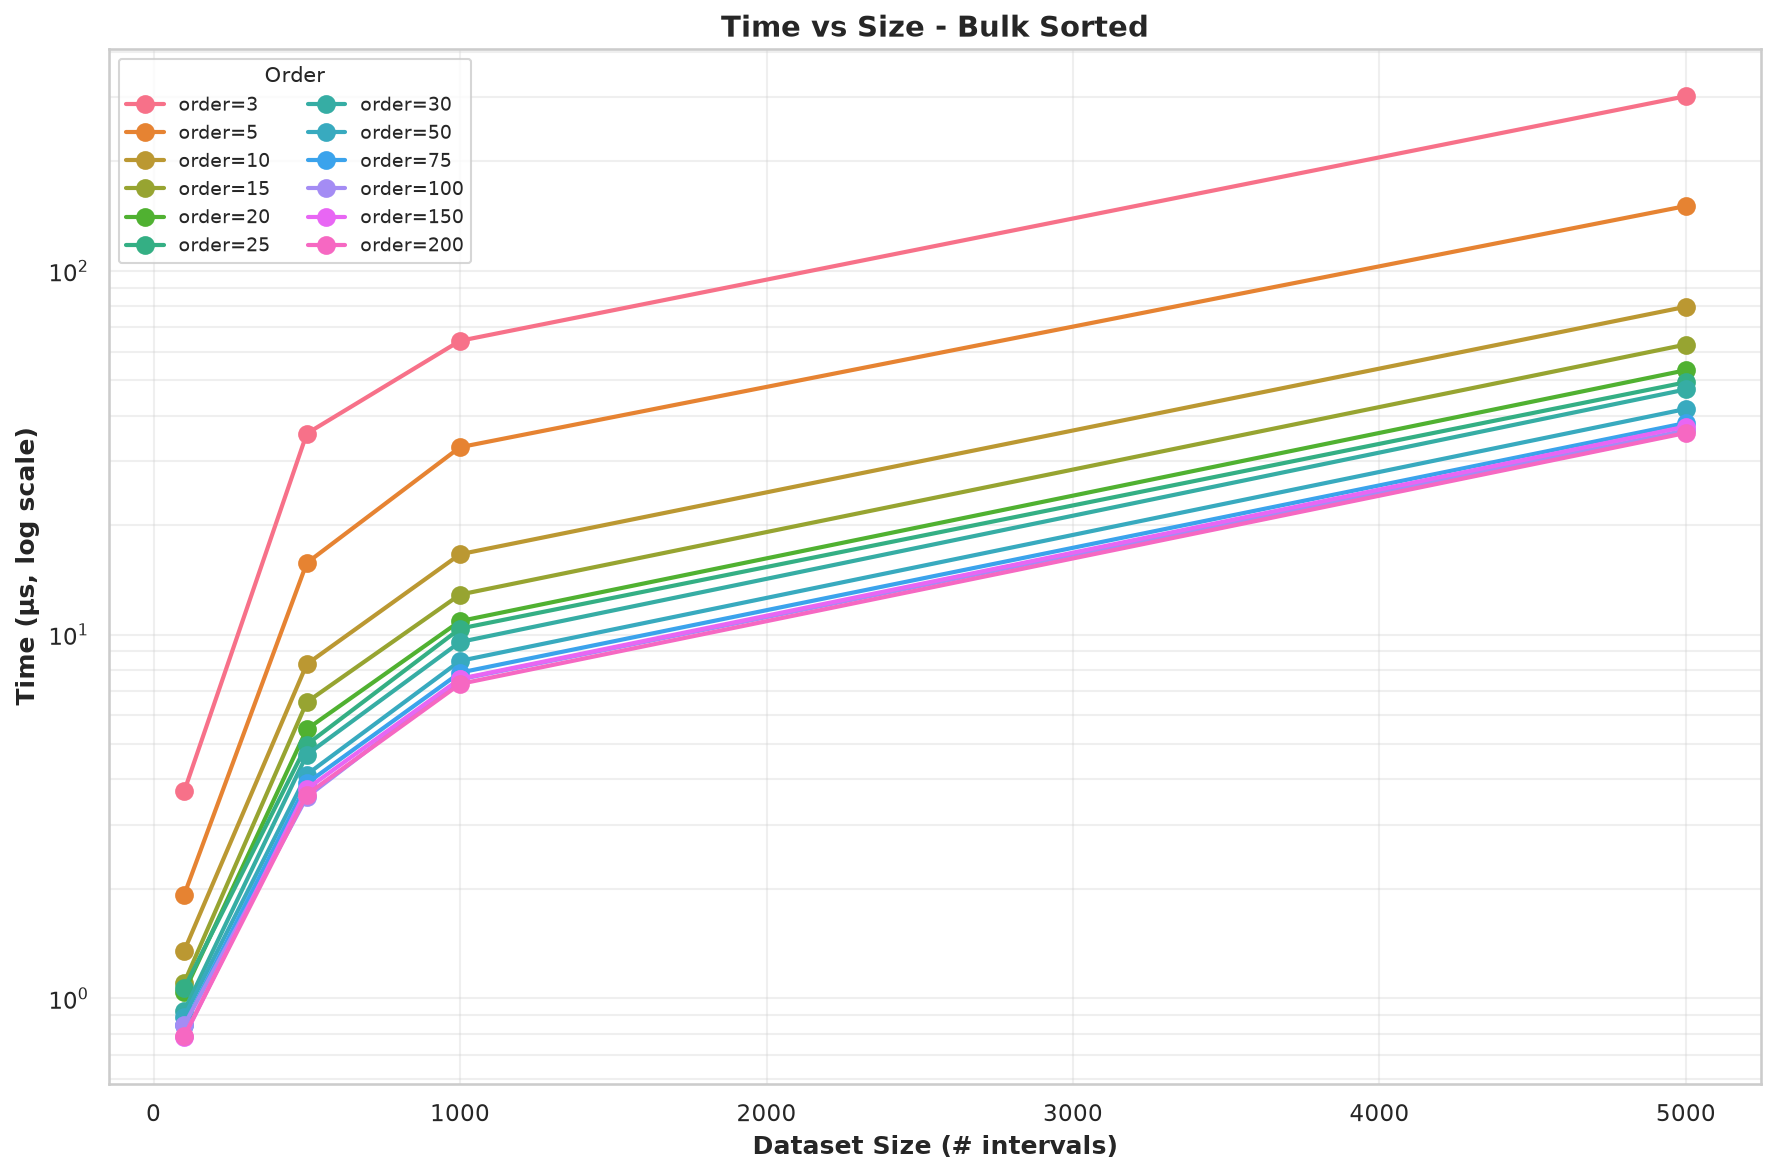 Time vs Size - Bulk Sorted
Order
order=3
order=5
order=10
order=15
order=20
order=25
order=30
order=50
order=75
order=100
order=150
order=200
Time (μs, log scale)
10²
10¹
10⁰
0 1000 2000 3000 4000 5000
Dataset Size (# intervals)